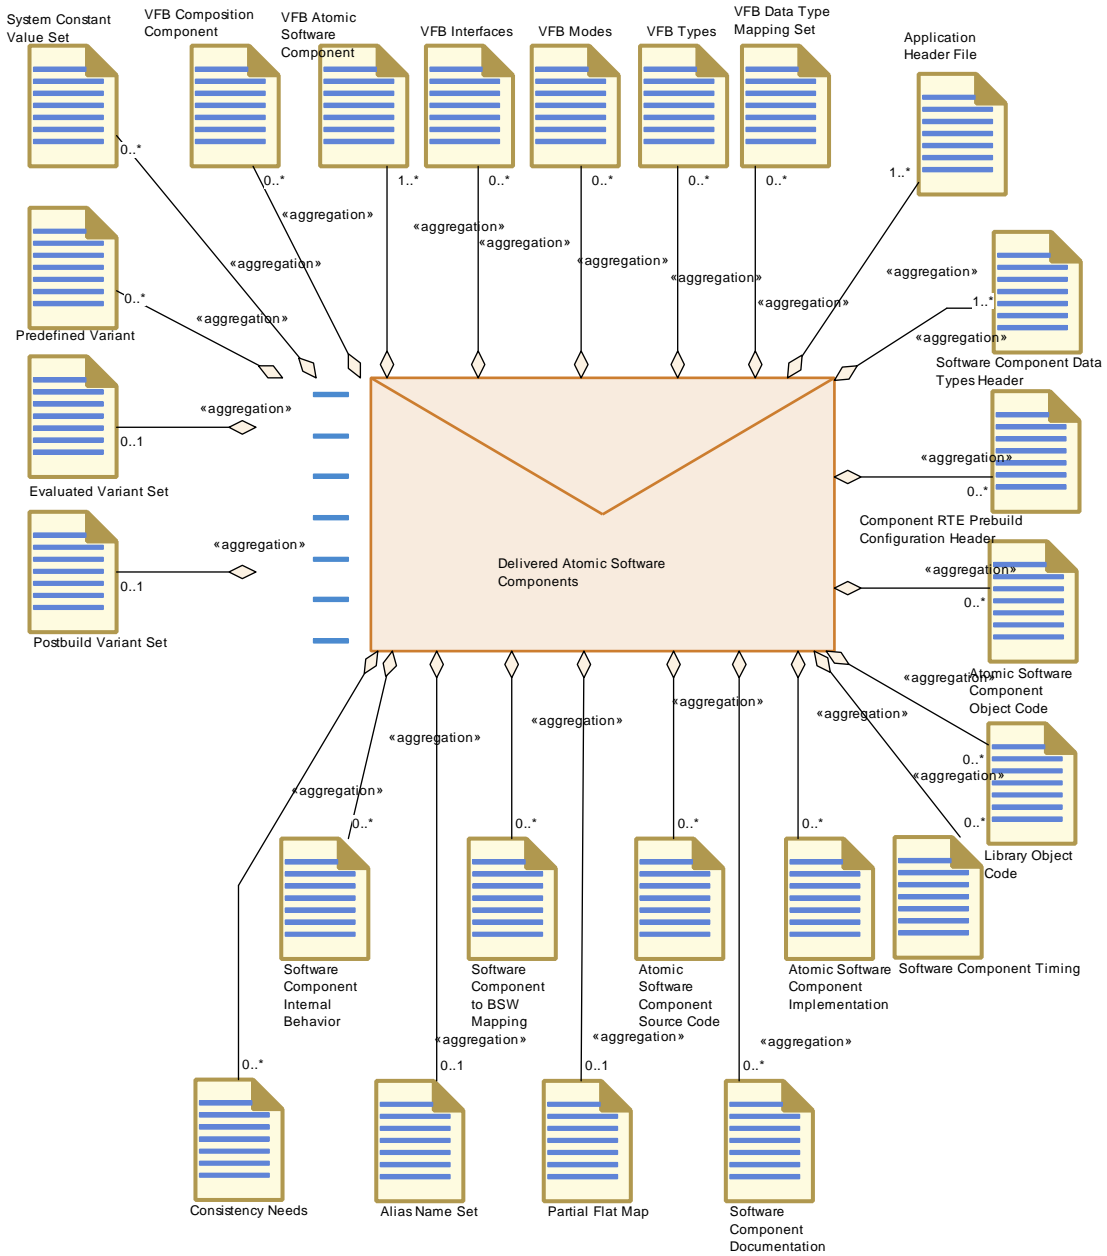 System Constant
Value Set
VFB Composition
Component
VFB Atomic
Software
Component
VFB Interfaces
VFB Modes
VFB Types
VFB Data Type
Mapping Set
Application
Header File
0..*
0..*
1..*
0..*
0..*
0..*
0..*
1..*
«aggregation»
«aggregation»
«aggregation»
«aggregation»
«aggregation»
«aggregation»
«aggregation»
«aggregation»
0..*
1..*
«aggregation»
«aggregation»
«aggregation»
Predefined Variant
Software Component Data
Types Header
«aggregation»
0..1
«aggregation»
0..*
Evaluated Variant Set
Component RTE Prebuild
Configuration Header
«aggregation»
0..1
Delivered Atomic Software
Components
«aggregation»
0..*
Postbuild Variant Set
Atomic Software
Component
Object Code
«aggregation»
«aggregation»
«aggregation»
«aggregation»
«aggregation»
0..*
«aggregation»
«aggregation»
0..*
0..*
0..*
0..*
0..*
Library Object
Code
Software
Component
Internal
Behavior
Software
Component
to BSW
Mapping
Atomic
Software
Component
Source Code
Atomic Software
Component
Implementation
Software Component Timing
«aggregation»
«aggregation»
«aggregation»
0..*
0..1
0..1
0..*
Consistency Needs
Alias Name Set
Partial Flat Map
Software
Component
Documentation